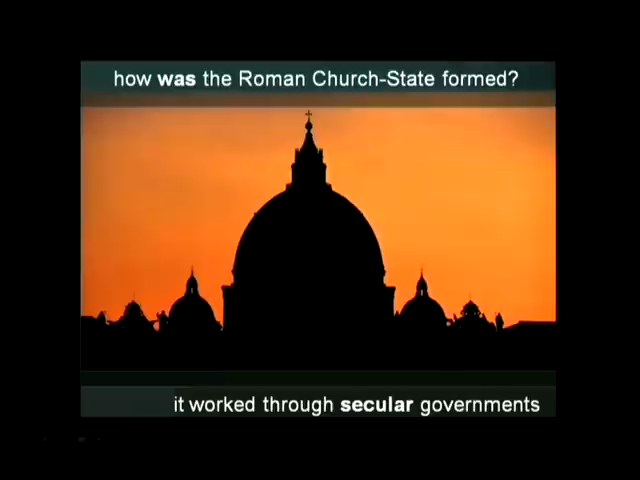 how was the Roman Church-State formed?
it worked through secular governments